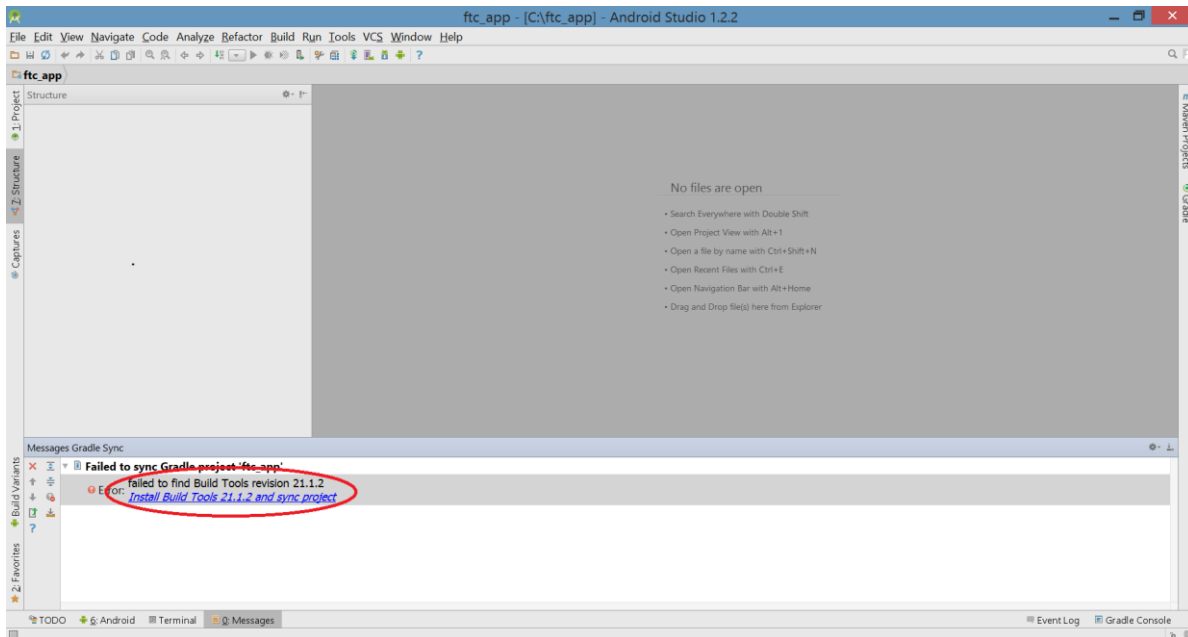 ftc_app - [C:\ftc_app] - Android Studio 1.2.2
File Edit View Navigate Code Analyze Refactor Build Run Tools VCS Window Help
ftc_app
Structure
1: Project
7: Structure
Captures
Build Variants
2: Favorites
Maven Projects
Gradle
No files are open
• Search Everywhere with Double Shift
• Open Project View with Alt+1
• Open a file by name with Ctrl+Shift+N
• Open Recent Files with Ctrl+E
• Open Navigation Bar with Alt+Home
• Drag and Drop file(s) here from Explorer
Messages Gradle Sync
Failed to sync Gradle project 'ftc_app'
Error: failed to find Build Tools revision 21.1.2
Install Build Tools 21.1.2 and sync project
TODO 6: Android Terminal 0: Messages Event Log Gradle Console